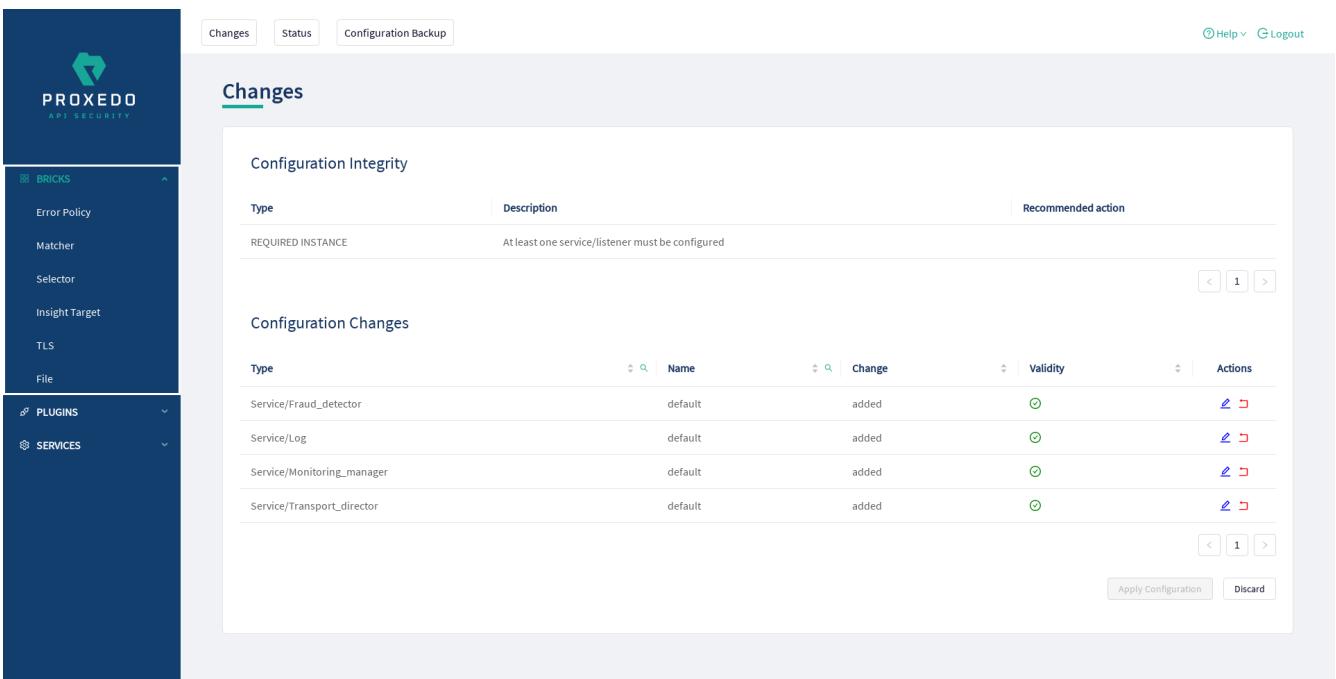 Changes Status Configuration Backup Help Logout
PROXEDO
API SECURITY
BRICKS
Error Policy
Matcher
Selector
Insight Target
TLS
File
PLUGINS
SERVICES
Changes
Configuration Integrity
Type Description Recommended action
REQUIRED INSTANCE At least one service/listener must be configured
< 1 >
Configuration Changes
Type Name Change Validity Actions
Service/Fraud_detector default added
Service/Log default added
Service/Monitoring_manager default added
Service/Transport_director default added
< 1 >
Apply Configuration Discard